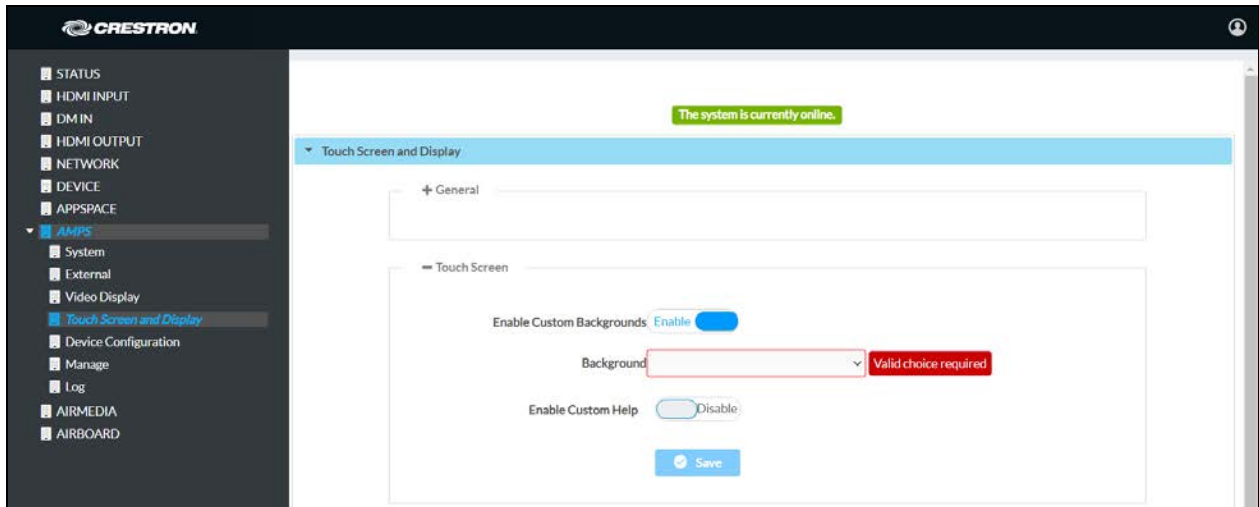 CRESTRON
STATUS
HDMI INPUT
DM IN
HDMI OUTPUT
NETWORK
DEVICE
APPSPACE
AMPS
System
External
Video Display
Touch Screen and Display
Device Configuration
Manage
Log
AIRMEDIA
AIRBOARD
The system is currently online.
Touch Screen and Display
General
Touch Screen
Enable Custom Backgrounds Enable
Background Valid choice required
Enable Custom Help Disable
Save